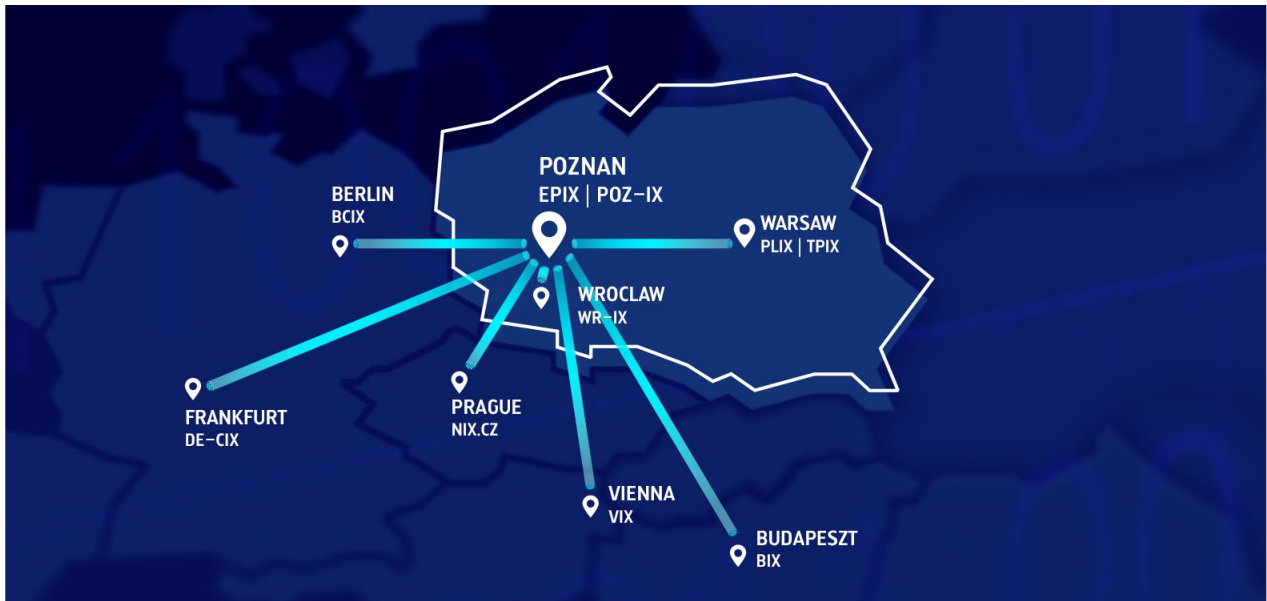 POZNAN
EPIX | POZ-IX
BERLIN
BCIX
WARSAW
PLIX | TPIX
WROCLAW
WR-IX
FRANKFURT
DE-CIX
PRAGUE
NIX.CZ
VIENNA
VIX
BUDAPESZT
BIX